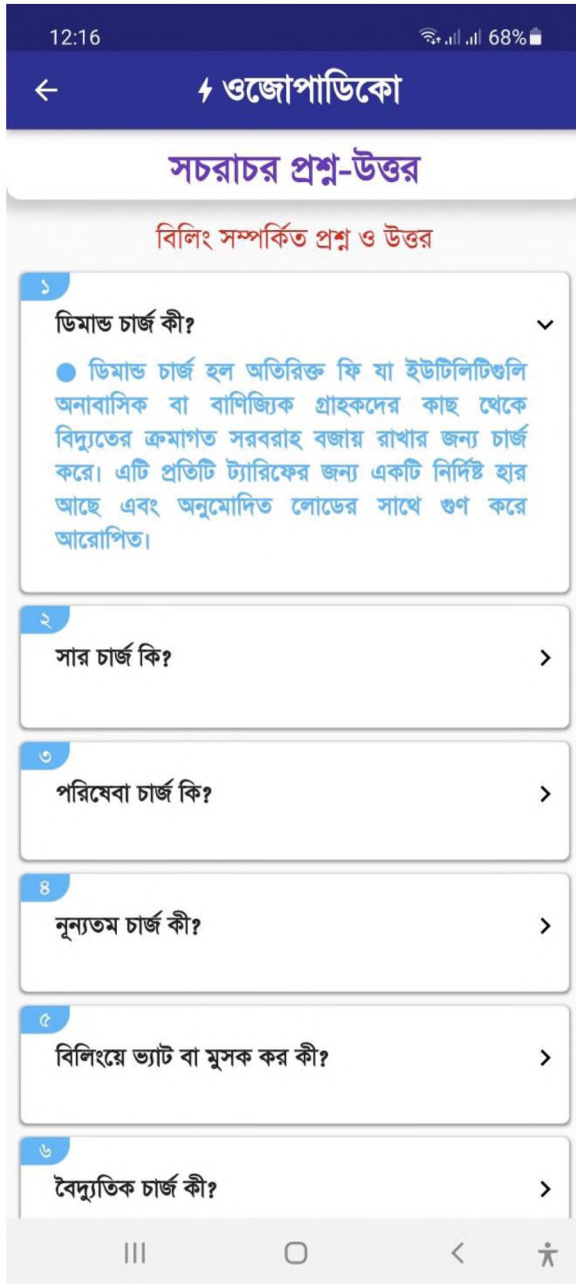 12:16
68%
ওজোপাডিকো
সচরাচর প্রশ্ন-উত্তর
বিলিং সম্পর্কিত প্রশ্ন ও উত্তর
১
ডিমান্ড চার্জ কী?
ডিমান্ড চার্জ হল অতিরিক্ত ফি যা ইউটিলিটিগুলি
অনাবাসিক বা বাণিজ্যিক গ্রাহকদের কাছ থেকে
বিদ্যুতের ক্রমাগত সরবরাহ বজায় রাখার জন্য চার্জ
করে। এটি প্রতিটি ট্যারিফের জন্য একটি নির্দিষ্ট হার
আছে এবং অনুমোদিত লোডের সাথে গুণ করে
আরোপিত।
২
সার চার্জ কি?
৩
পরিষেবা চার্জ কি?
৪
নূন্যতম চার্জ কী?
৫
বিলিংয়ে ভ্যাট বা মুসক কর কী?
৬
বৈদ্যুতিক চার্জ কী?